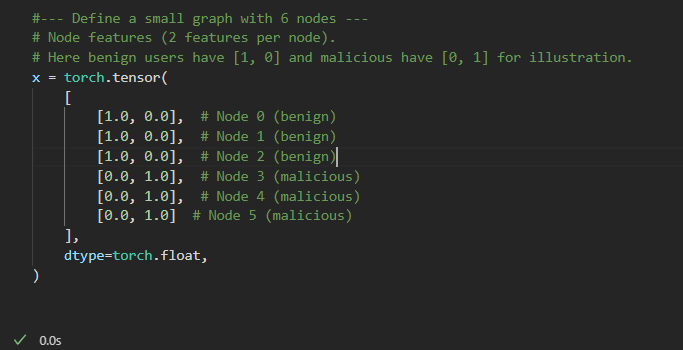 #--- Define a small graph with 6 nodes ---
# Node features (2 features per node).
# Here benign users have [1, 0] and malicious have [0, 1] for illustration.
x = torch.tensor(
    [
        [1.0, 0.0],  # Node 0 (benign)
        [1.0, 0.0],  # Node 1 (benign)
        [1.0, 0.0],  # Node 2 (benign)
        [0.0, 1.0],  # Node 3 (malicious)
        [0.0, 1.0],  # Node 4 (malicious)
        [0.0, 1.0]  # Node 5 (malicious)
    ],
    dtype=torch.float,
)
0.0s